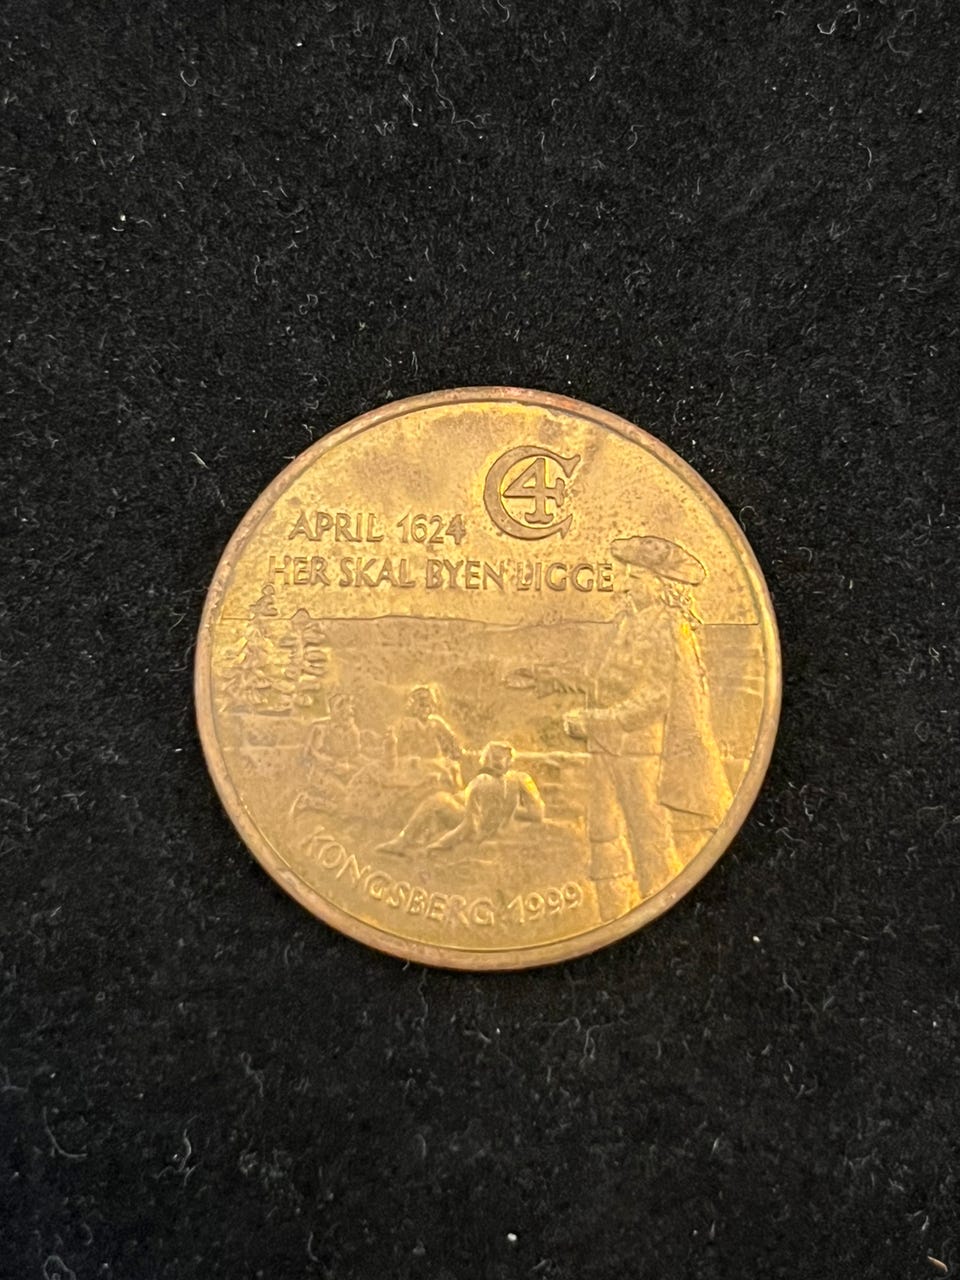 C4
APRIL 1624
HER SKAL BYEN LIGGE
KONGSBERG 1999